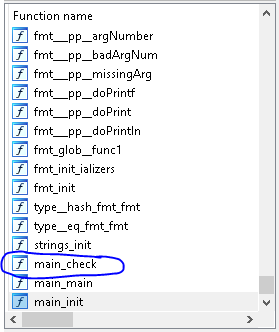 Function name
f fmt__pp__argNumber
f fmt__pp__badArgNum
f fmt__pp__missingArg
f fmt__pp__doPrintf
f fmt__pp__doPrint
f fmt__pp__doPrintln
f fmt_glob__func1
f fmt_init_ializers
f fmt_init
f type__hash_fmt_fmt
f type__eq_fmt_fmt
f strings_init
f main_check
f main_main
f main_init